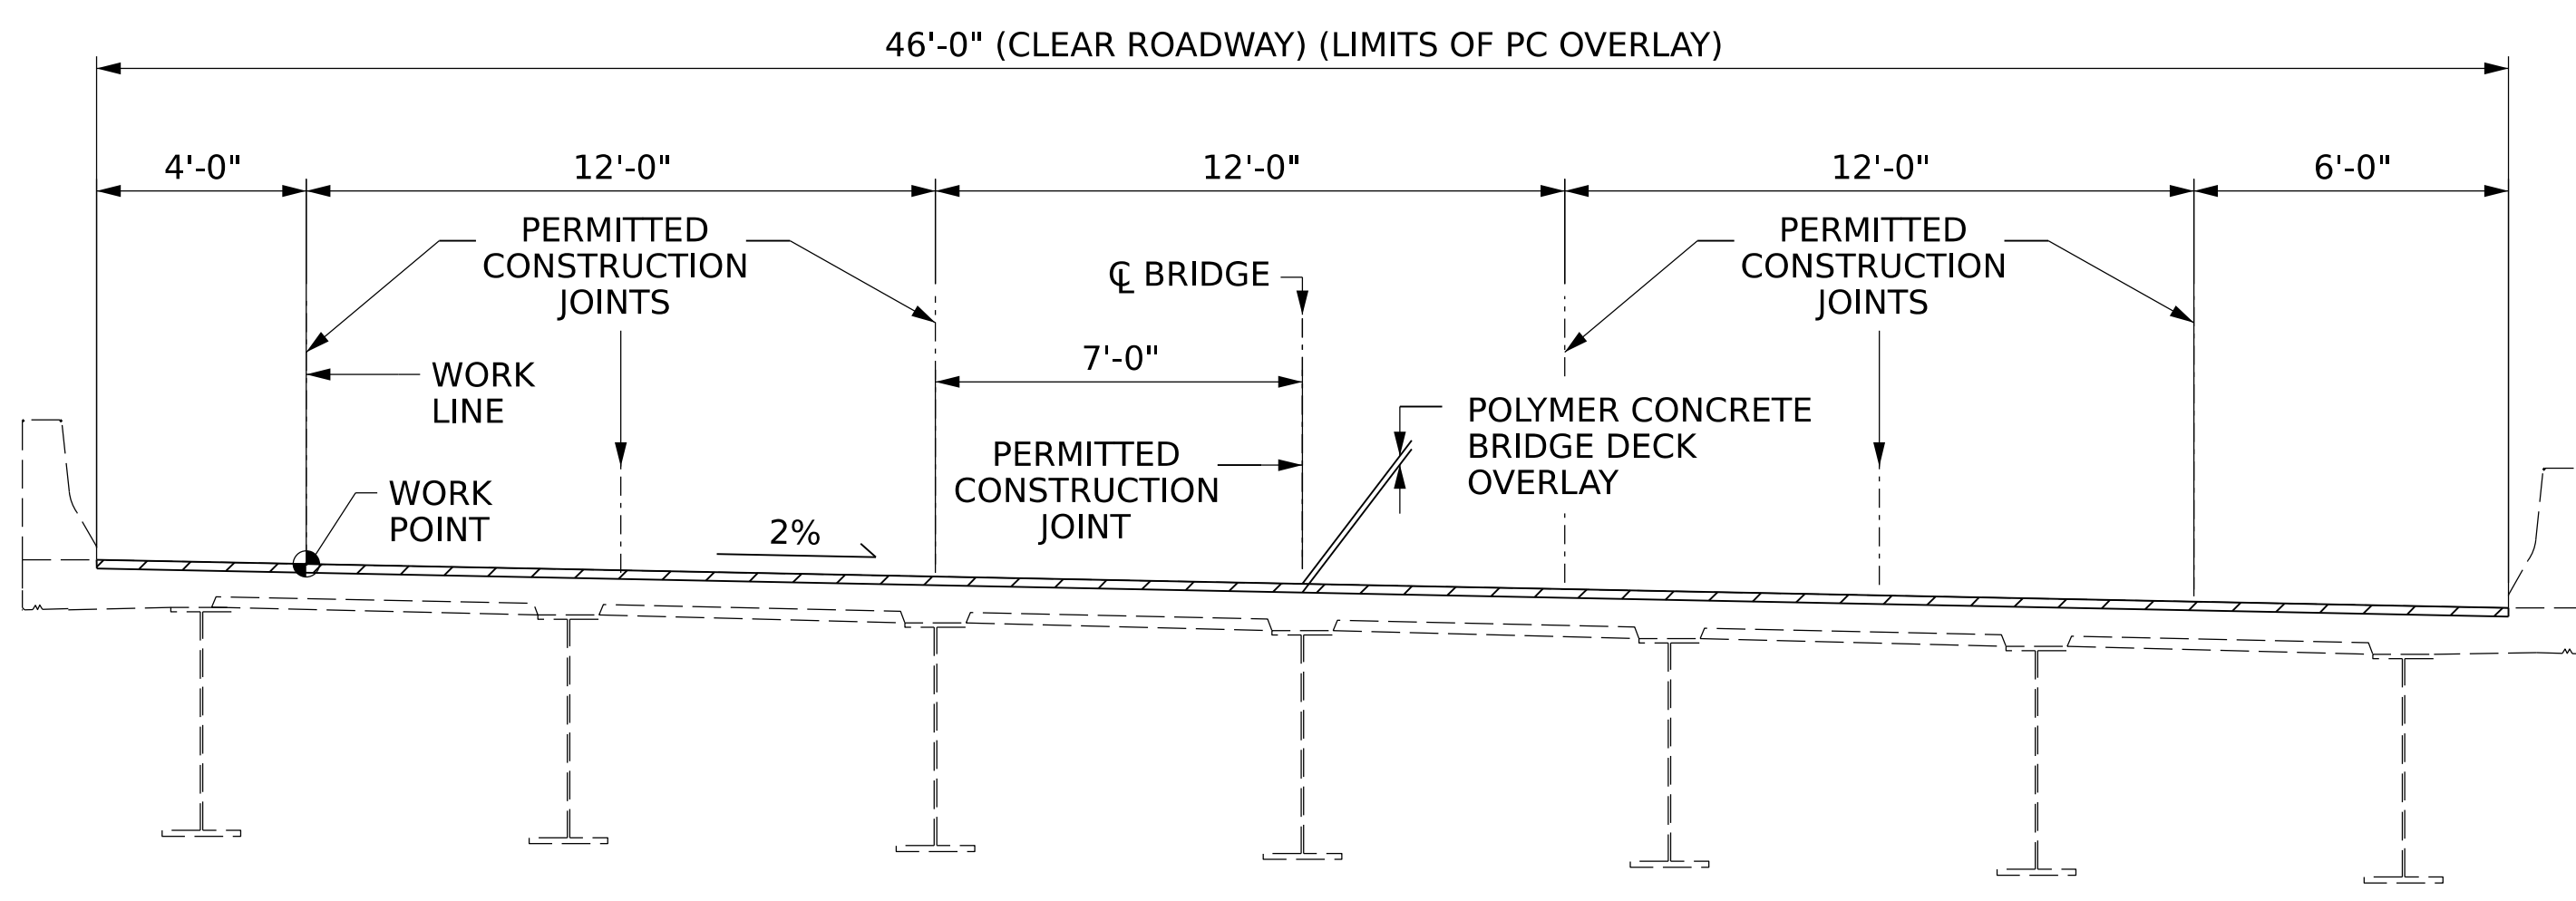 46'-0" (CLEAR ROADWAY) (LIMITS OF PC OVERLAY)
4'-0"
12'-0"
12'-0"
12'-0"
6'-0"
PERMITTED
CONSTRUCTION
JOINTS
℄ BRIDGE
PERMITTED
CONSTRUCTION
JOINTS
7'-0"
WORK
LINE
POLYMER CONCRETE
BRIDGE DECK
OVERLAY
PERMITTED
CONSTRUCTION
JOINT
WORK
POINT
2%